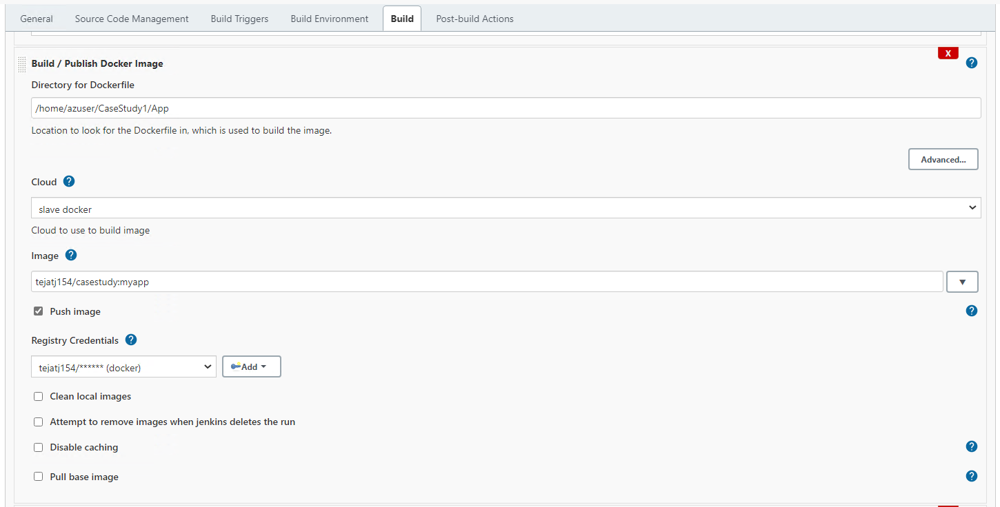 General Source Code Management Build Triggers Build Environment Build Post-build Actions
X
Build / Publish Docker Image ?
Directory for Dockerfile
/home/azuser/CaseStudy1/App
Location to look for the Dockerfile in, which is used to build the image.
Advanced...
Cloud ?
slave docker
Cloud to use to build image
Image ?
tejatj154/casestudy:myapp
Push image ?
Registry Credentials ?
tejatj154/****** (docker) Add
Clean local images
Attempt to remove images when jenkins deletes the run
Disable caching ?
Pull base image ?